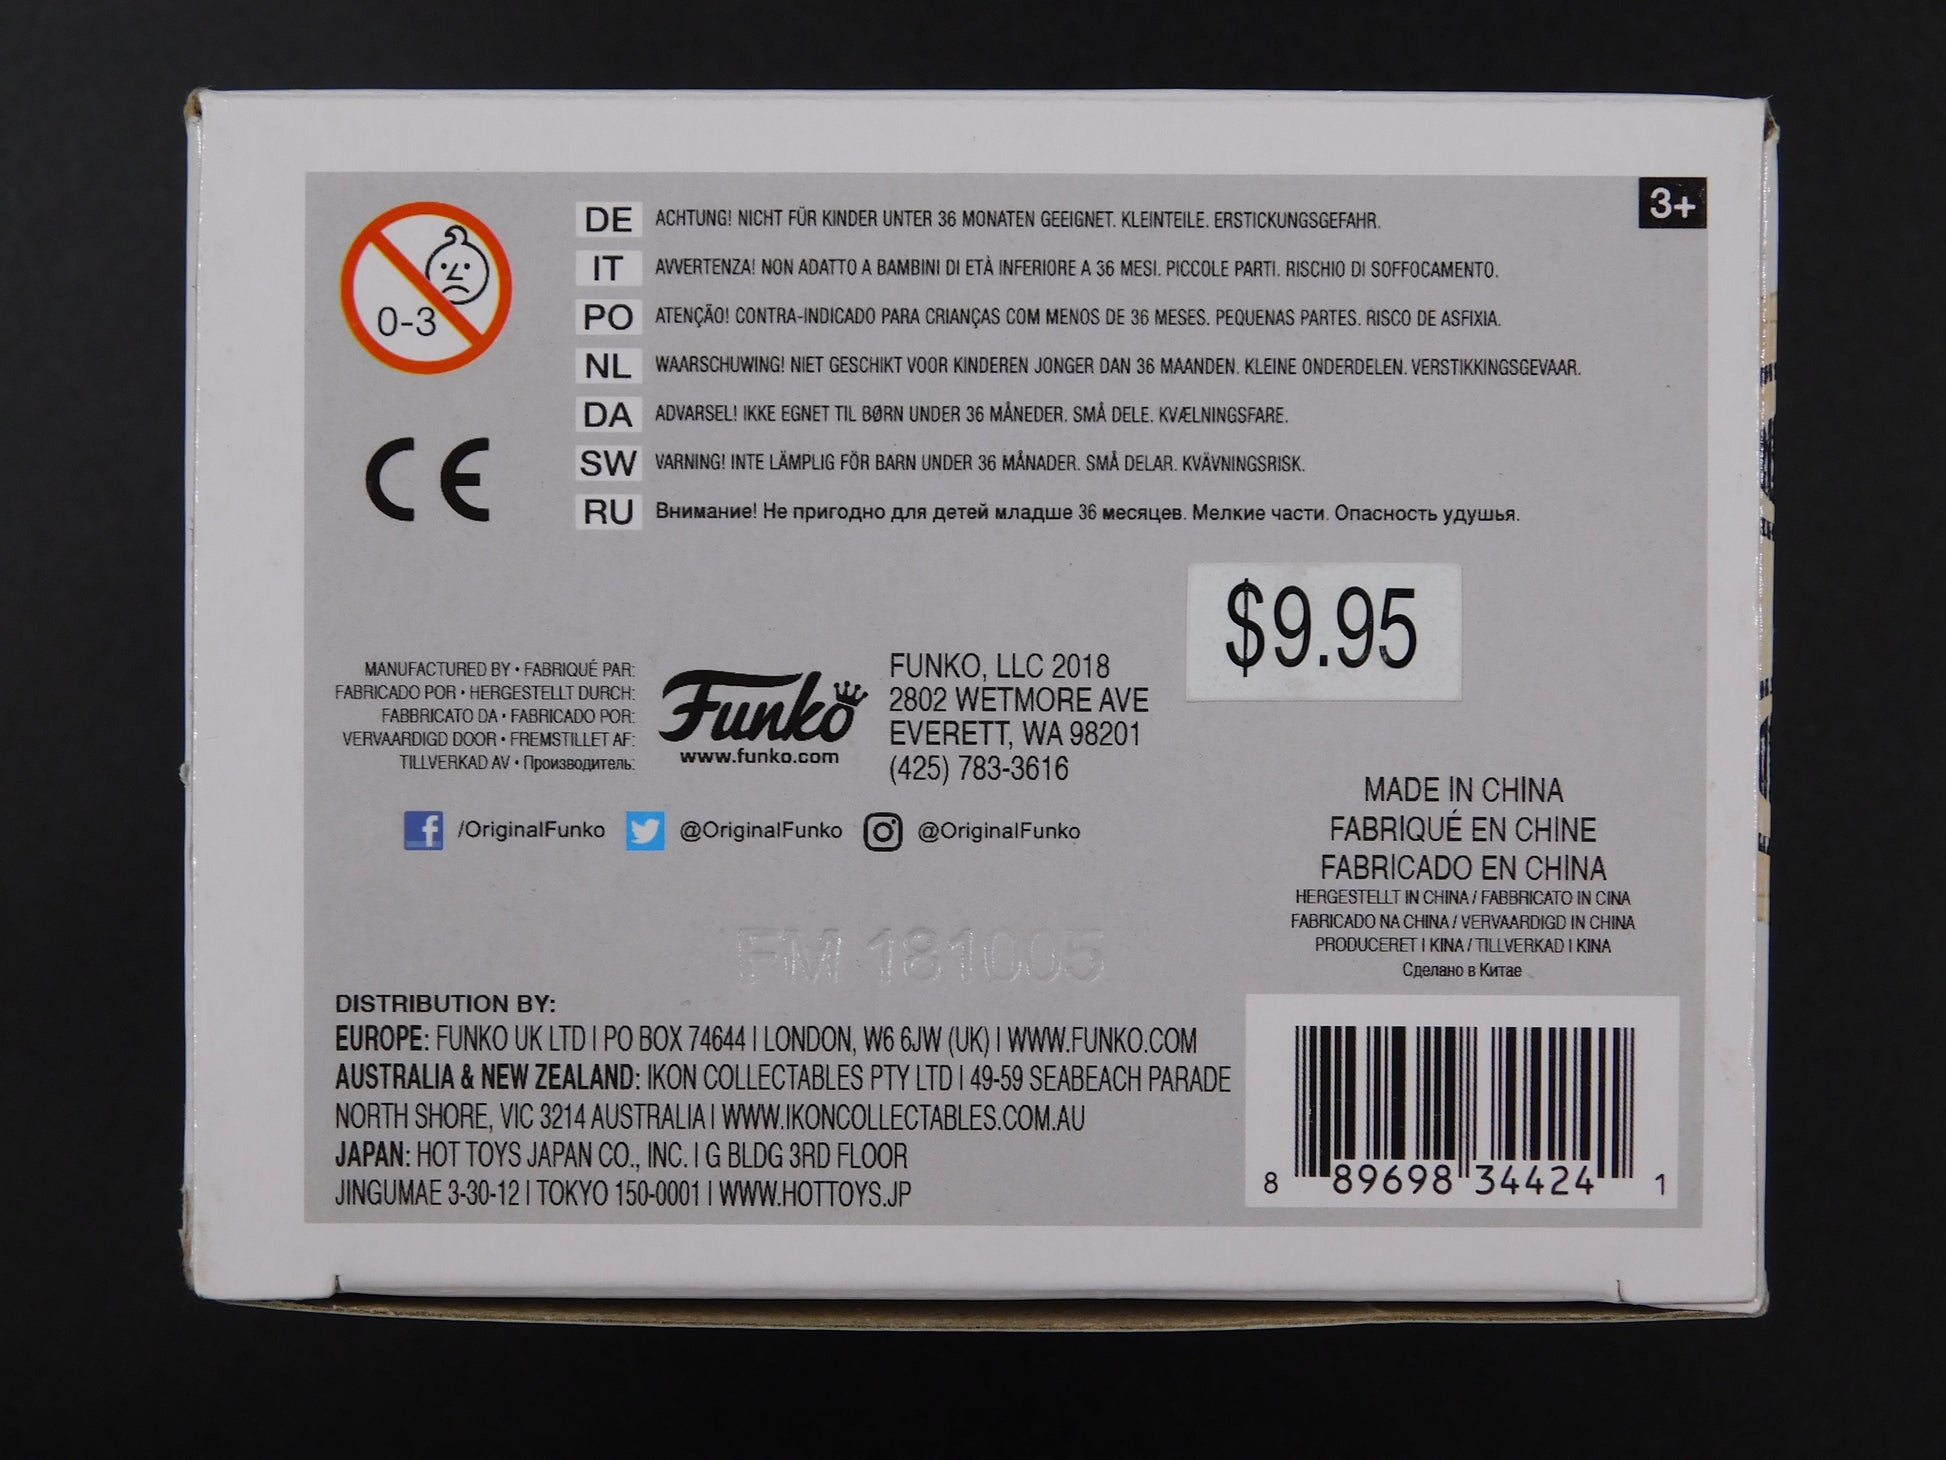 3+
0-3
CE
DE ACHTUNG! NICHT FÜR KINDER UNTER 36 MONATEN GEEIGNET. KLEINTEILE. ERSTICKUNGSGEFAHR.
IT AVVERTENZA! NON ADATTO A BAMBINI DI ETÀ INFERIORE A 36 MESI. PICCOLE PARTI. RISCHIO DI SOFFOCAMENTO.
PO ATENÇÃO! CONTRA-INDICADO PARA CRIANÇAS COM MENOS DE 36 MESES. PEQUENAS PARTES. RISCO DE ASFIXIA.
NL WAARSCHUWING! NIET GESCHIKT VOOR KINDEREN JONGER DAN 36 MAANDEN. KLEINE ONDERDELEN. VERSTIKKINGSGEVAAR.
DA ADVARSEL! IKKE EGNET TIL BØRN UNDER 36 MÅNEDER. SMÅ DELE. KVÆLNINGSFARE.
SW VARNING! INTE LÄMPLIG FÖR BARN UNDER 36 MÅNADER. SMÅ DELAR. KVÄVNINGSRISK.
RU Внимание! Не пригодно для детей младше 36 месяцев. Мелкие части. Опасность удушья.
$9.95
MANUFACTURED BY • FABRIQUÉ PAR:
FABRICADO POR • HERGESTELLT DURCH:
FABBRICATO DA • FABRICADO POR:
VERVAARDIGD DOOR • FREMSTILLET AF:
TILLVERKAD AV • Производитель:
Funko
www.funko.com
FUNKO, LLC 2018
2802 WETMORE AVE
EVERETT, WA 98201
(425) 783-3616
/OriginalFunko @OriginalFunko @OriginalFunko
MADE IN CHINA
FABRIQUÉ EN CHINE
FABRICADO EN CHINA
HERGESTELLT IN CHINA / FABBRICATO IN CINA
FABRICADO NA CHINA / VERVAARDIGD IN CHINA
PRODUCERET I KINA / TILLVERKAD I KINA
Сделано в Китае
FM 181005
DISTRIBUTION BY:
EUROPE: FUNKO UK LTD | PO BOX 74644 | LONDON, W6 6JW (UK) | WWW.FUNKO.COM
AUSTRALIA & NEW ZEALAND: IKON COLLECTABLES PTY LTD | 49-59 SEABEACH PARADE
NORTH SHORE, VIC 3214 AUSTRALIA | WWW.IKONCOLLECTABLES.COM.AU
JAPAN: HOT TOYS JAPAN CO., INC. | G BLDG 3RD FLOOR
JINGUMAE 3-30-12 | TOKYO 150-0001 | WWW.HOTTOYS.JP
8 89698 34424 1